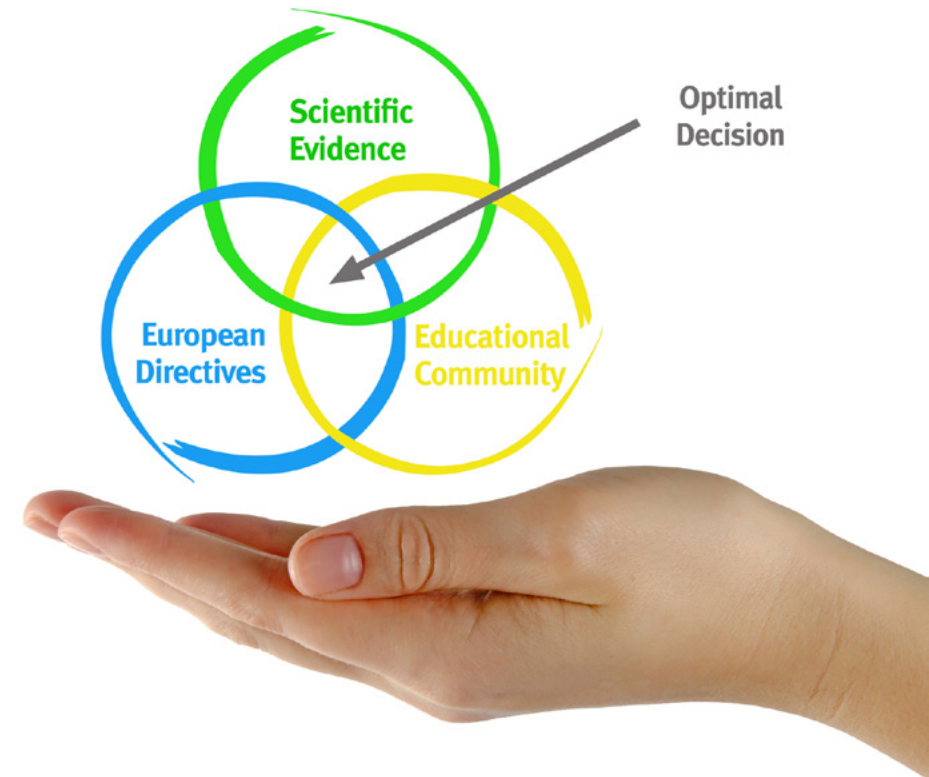 Scientific
Evidence
Optimal
Decision
European
Directives
Educational
Community